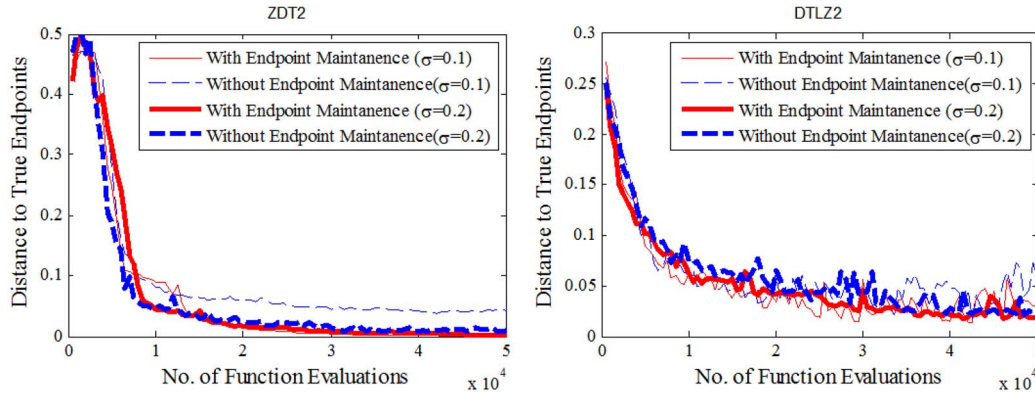 ZDT2
0.5
0.4
0.3
0.2
0.1
0
Distance to True Endpoints
With Endpoint Maintanence (σ=0.1)
Without Endpoint Maintanence(σ=0.1)
With Endpoint Maintanence (σ=0.2)
Without Endpoint Maintanence(σ=0.2)
0 1 2 3 4 5
x 10^4
No. of Function Evaluations
DTLZ2
0.3
0.25
0.2
0.15
0.1
0.05
0
Distance to True Endpoints
With Endpoint Maintanence (σ=0.1)
Without Endpoint Maintanence(σ=0.1)
With Endpoint Maintanence (σ=0.2)
Without Endpoint Maintanence(σ=0.2)
0 1 2 3 4 5
x 10^4
No. of Function Evaluations